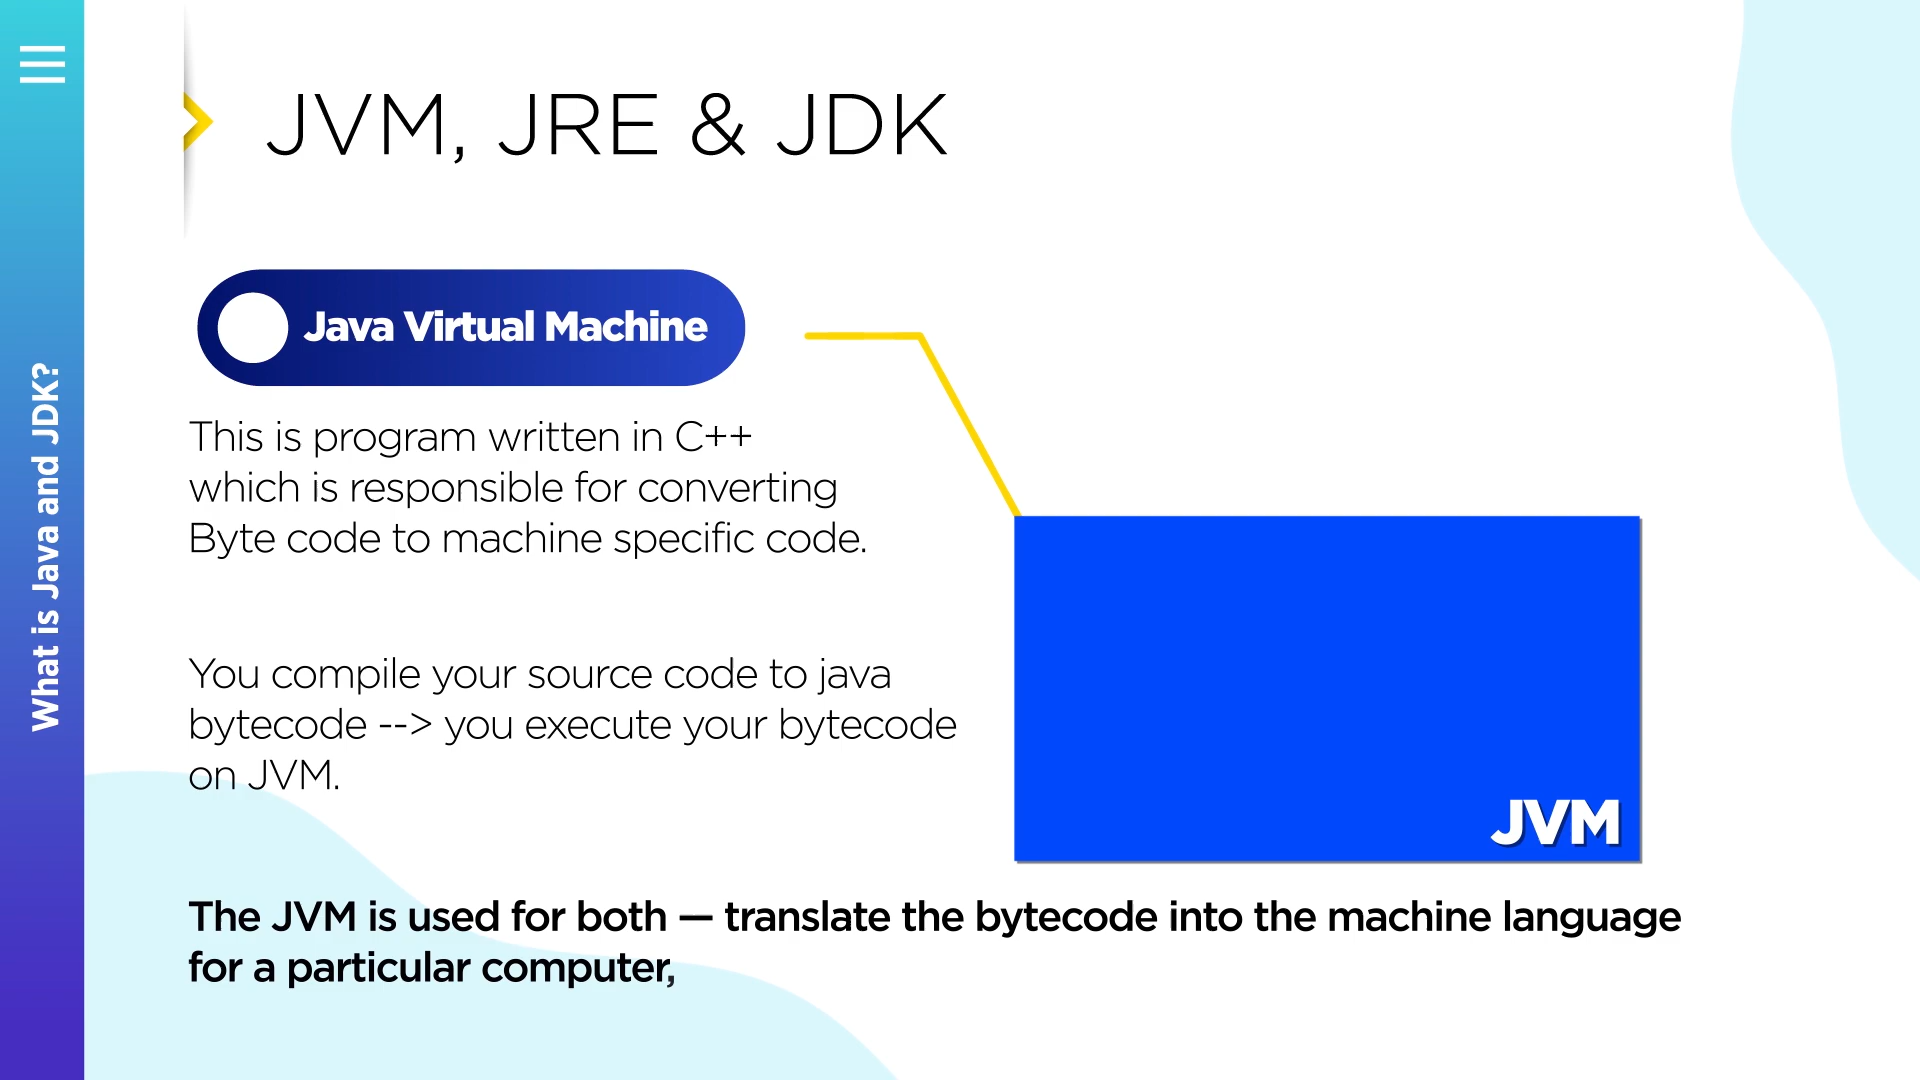 What is Java and JDK?
JVM, JRE & JDK
Java Virtual Machine
This is program written in C++
which is responsible for converting
Byte code to machine specific code.
You compile your source code to java
bytecode --> you execute your bytecode
on JVM.
JVM
The JVM is used for both — translate the bytecode into the machine language
for a particular computer,